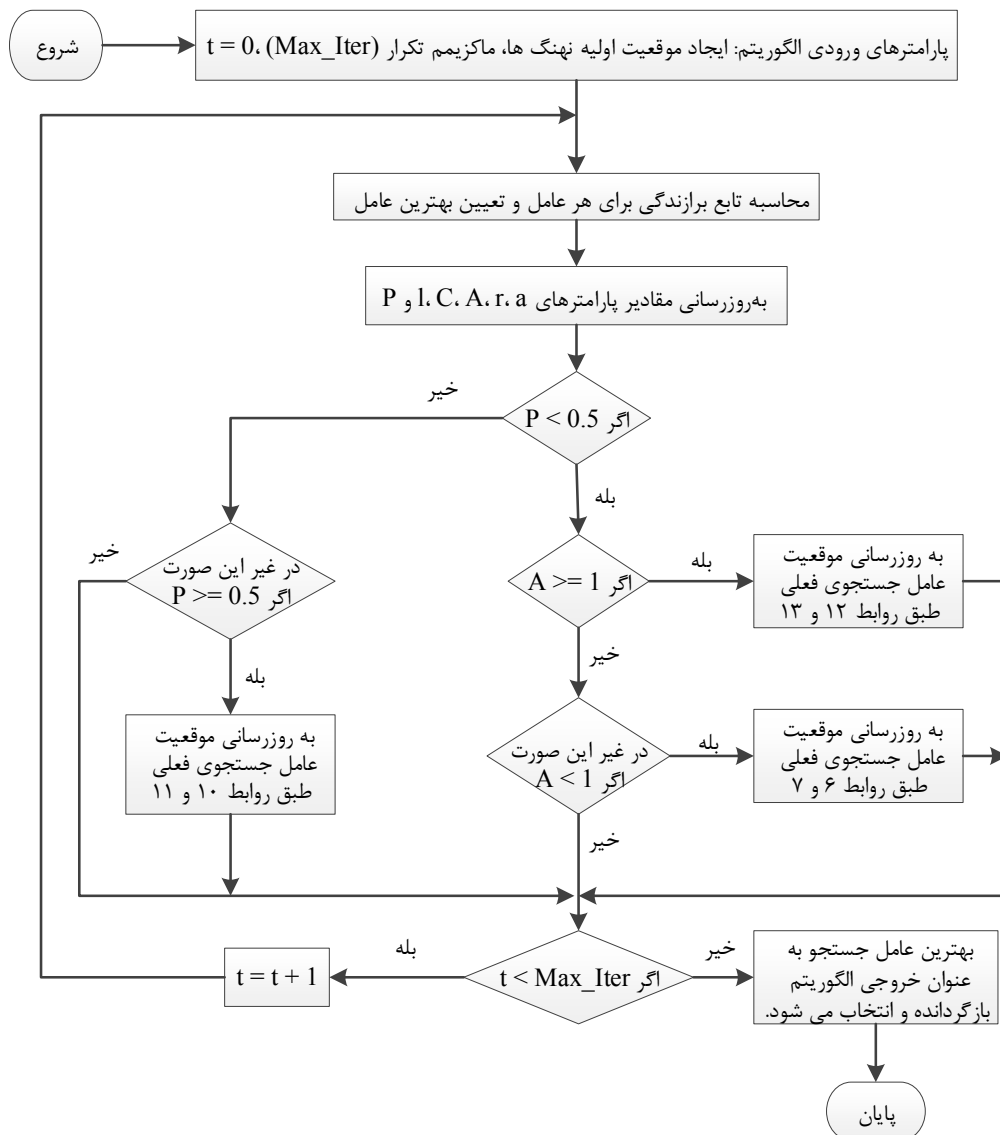 شروع
پارامترهای ورودی الگوریتم: ایجاد موقعیت اولیه نهنگ ها، ماکزیمم تکرار (Max_Iter)، t = 0
محاسبه تابع برازندگی برای هر عامل و تعیین بهترین عامل
به‌روزرسانی مقادیر پارامترهای a، r، A، C، l و P
اگر P < 0.5
خیر
بله
در غیر این صورت
اگر P >= 0.5
خیر
بله
به روزرسانی موقعیت
عامل جستجوی فعلی
طبق روابط ۱۰ و ۱۱
اگر A >= 1
بله
به روزرسانی موقعیت
عامل جستجوی فعلی
طبق روابط ۱۲ و ۱۳
خیر
در غیر این صورت
اگر A < 1
بله
به روزرسانی موقعیت
عامل جستجوی فعلی
طبق روابط ۶ و ۷
خیر
اگر t < Max_Iter
بله
t = t + 1
خیر
بهترین عامل جستجو به
عنوان خروجی الگوریتم
بازگردانده و انتخاب می شود.
پایان